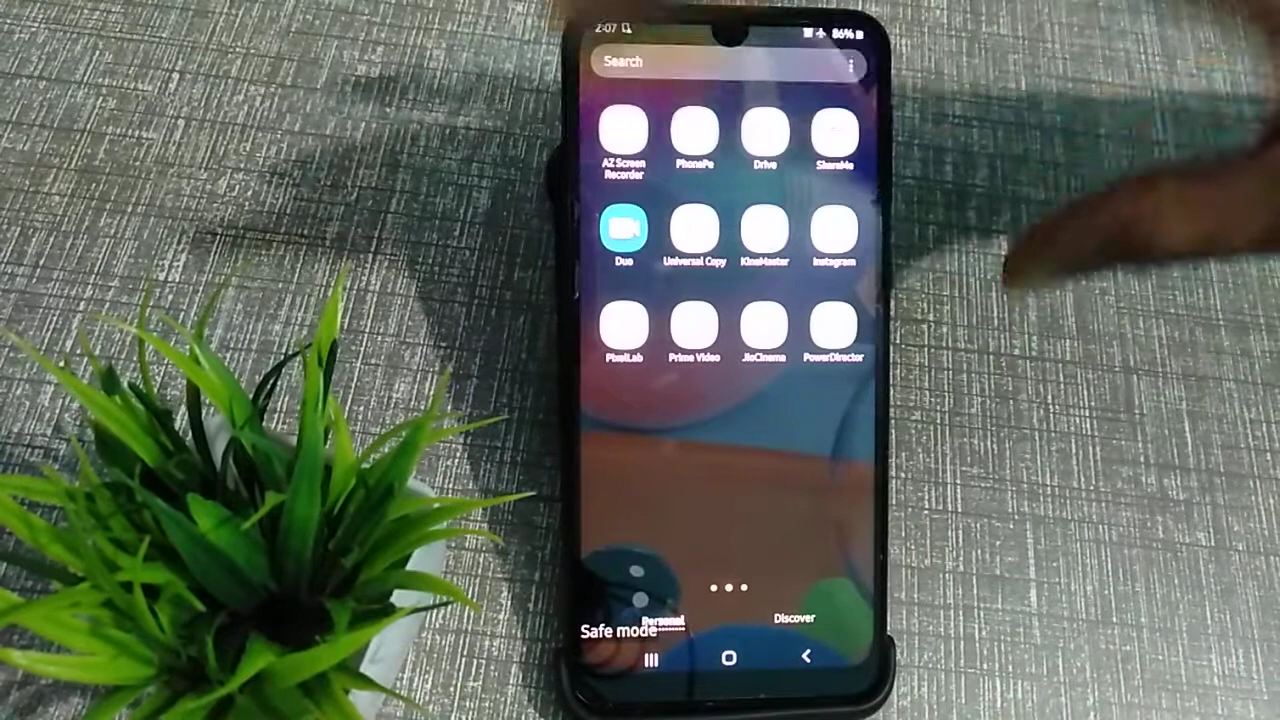 2:07 86%
Search
AZ Screen Recorder PhonePe Drive ShareMe
Duo Universal Copy KineMaster Instagram
PixelLab Prime Video JioCinema PowerDirector
Personal Discover
Safe mode